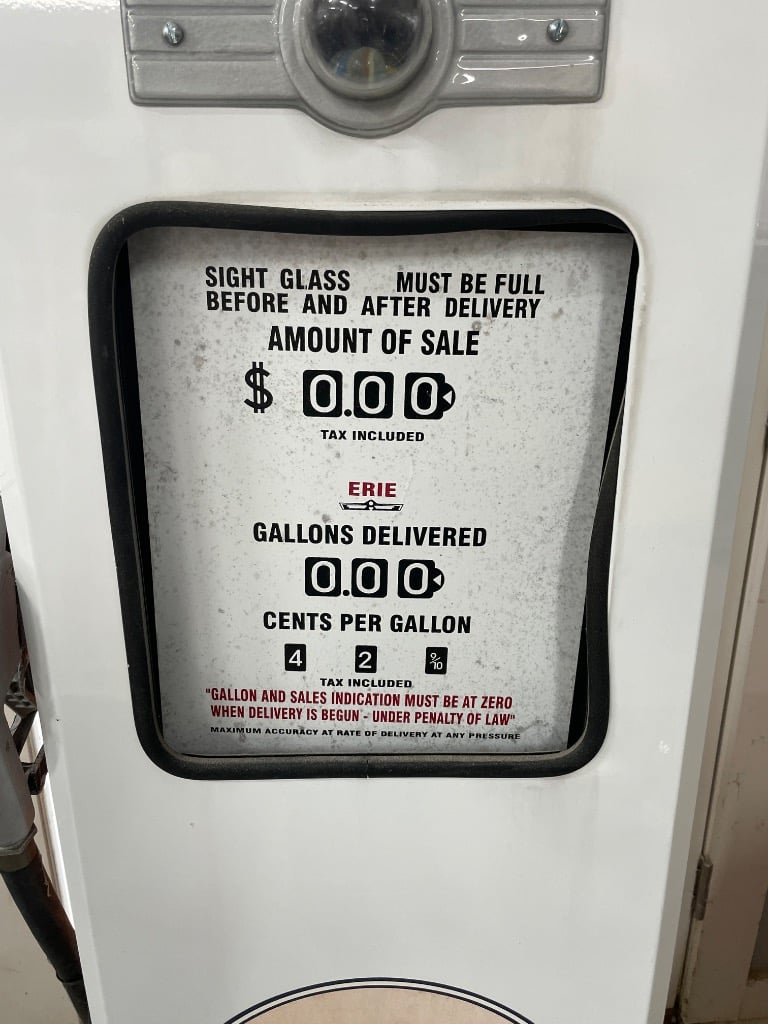 SIGHT GLASS MUST BE FULL
BEFORE AND AFTER DELIVERY
AMOUNT OF SALE
$ 0.00
TAX INCLUDED
ERIE
GALLONS DELIVERED
0.00
CENTS PER GALLON
4 2 9/10
TAX INCLUDED
"GALLON AND SALES INDICATION MUST BE AT ZERO
WHEN DELIVERY IS BEGUN - UNDER PENALTY OF LAW"
MAXIMUM ACCURACY AT RATE OF DELIVERY AT ANY PRESSURE